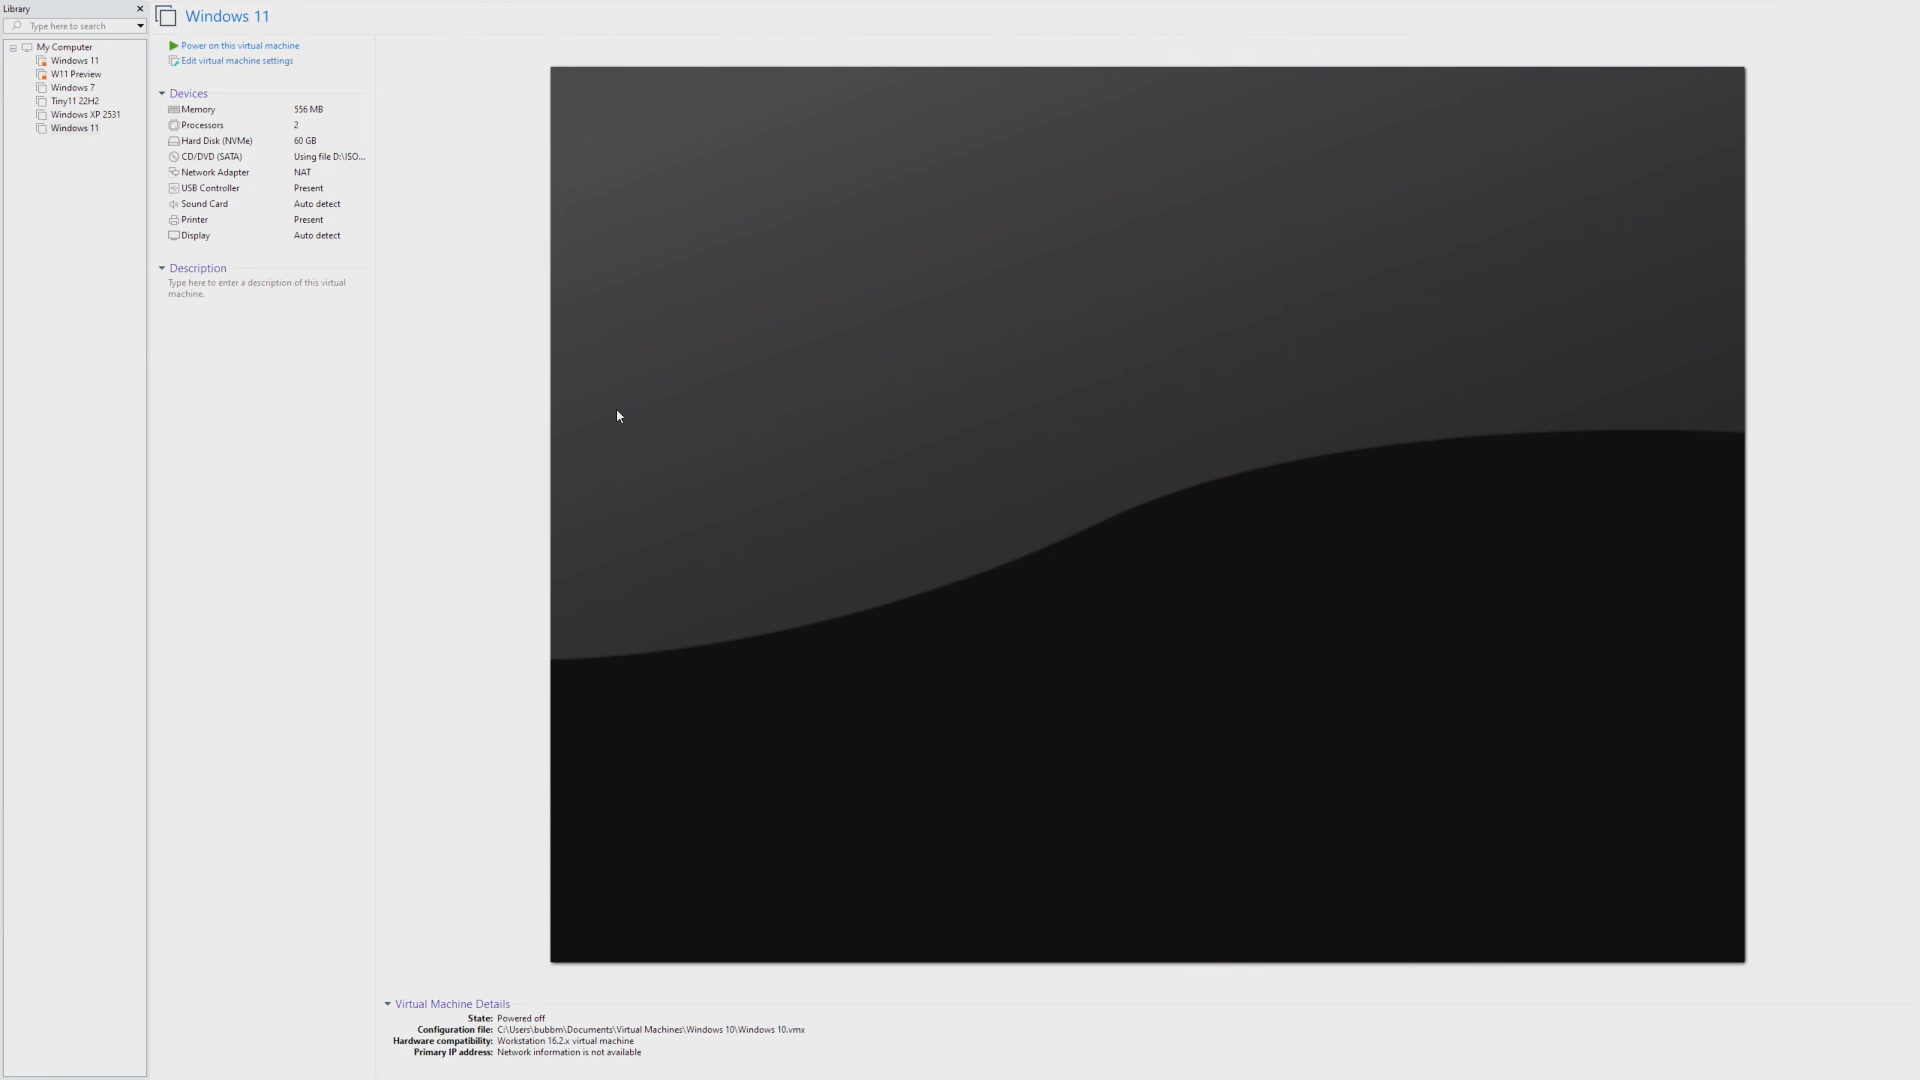 Library
Type here to search
My Computer
Windows 11
W11 Preview
Windows 7
Tiny11 22H2
Windows XP 2531
Windows 11
Windows 11
Power on this virtual machine
Edit virtual machine settings
Devices
Memory 556 MB
Processors 2
Hard Disk (NVMe) 60 GB
CD/DVD (SATA) Using file D:\ISO...
Network Adapter NAT
USB Controller Present
Sound Card Auto detect
Printer Present
Display Auto detect
Description
Type here to enter a description of this virtual
machine.
Virtual Machine Details
State: Powered off
Configuration file: C:\Users\bubbm\Documents\Virtual Machines\Windows 10\Windows 10.vmx
Hardware compatibility: Workstation 16.2.x virtual machine
Primary IP address: Network information is not available